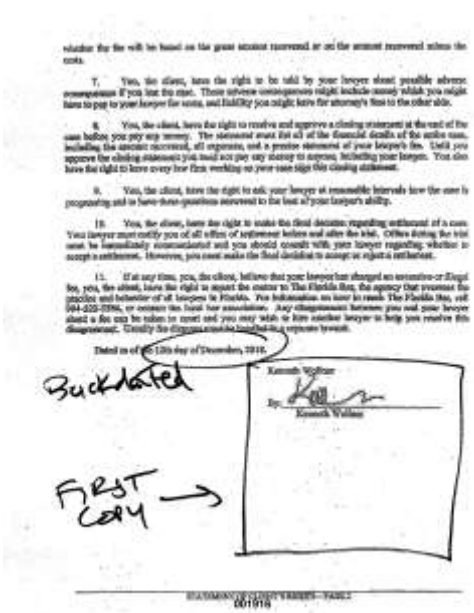 whether the fee will be based on the gross amount recovered or on the amount recovered minus the
costs.
7. You, the client, have the right to be told by your lawyer about possible adverse
consequences if you lose the case. Those adverse consequences might include money which you might
have to pay to your lawyer for costs, and liability you might have for attorney's fees to the other side.
8. You, the client, have the right to receive and approve a closing statement at the end of the
case before you pay any money. The statement must list all of the financial details of the entire case,
including the amount recovered, all expenses, and a precise statement of your lawyer's fee. Until you
approve the closing statement you need not pay any money to anyone, including your lawyer. You also
have the right to have every law firm working on your case sign this closing statement.
9. You, the client, have the right to ask your lawyer at reasonable intervals how the case is
progressing and to have these questions answered to the best of your lawyer's ability.
10. You, the client, have the right to make the final decision regarding settlement of a case.
Your lawyer must notify you of all offers of settlement before and after the trial. Offers during the trial
must be immediately communicated and you should consult with your lawyer regarding whether to
accept a settlement. However, you must make the final decision to accept or reject a settlement.
11. If at any time, you, the client, believe that your lawyer has charged an excessive or illegal
fee, you, the client, have the right to report the matter to The Florida Bar, the agency that oversees the
practice and behavior of all lawyers in Florida. For information on how to reach The Florida Bar, call
or contact the local bar association. Any disagreement between you and your lawyer
about a fee can be taken to court and you may wish to hire another lawyer to help you resolve this
disagreement. Usually fee disputes must be handled in a separate lawsuit.
Dated as of the 12th day of December, 2018.
Backdated
Kenneth
By:
Kenneth
FIRST
COPY
STATEMENT OF CLIENT'S RIGHTS - PAGE 2
001916